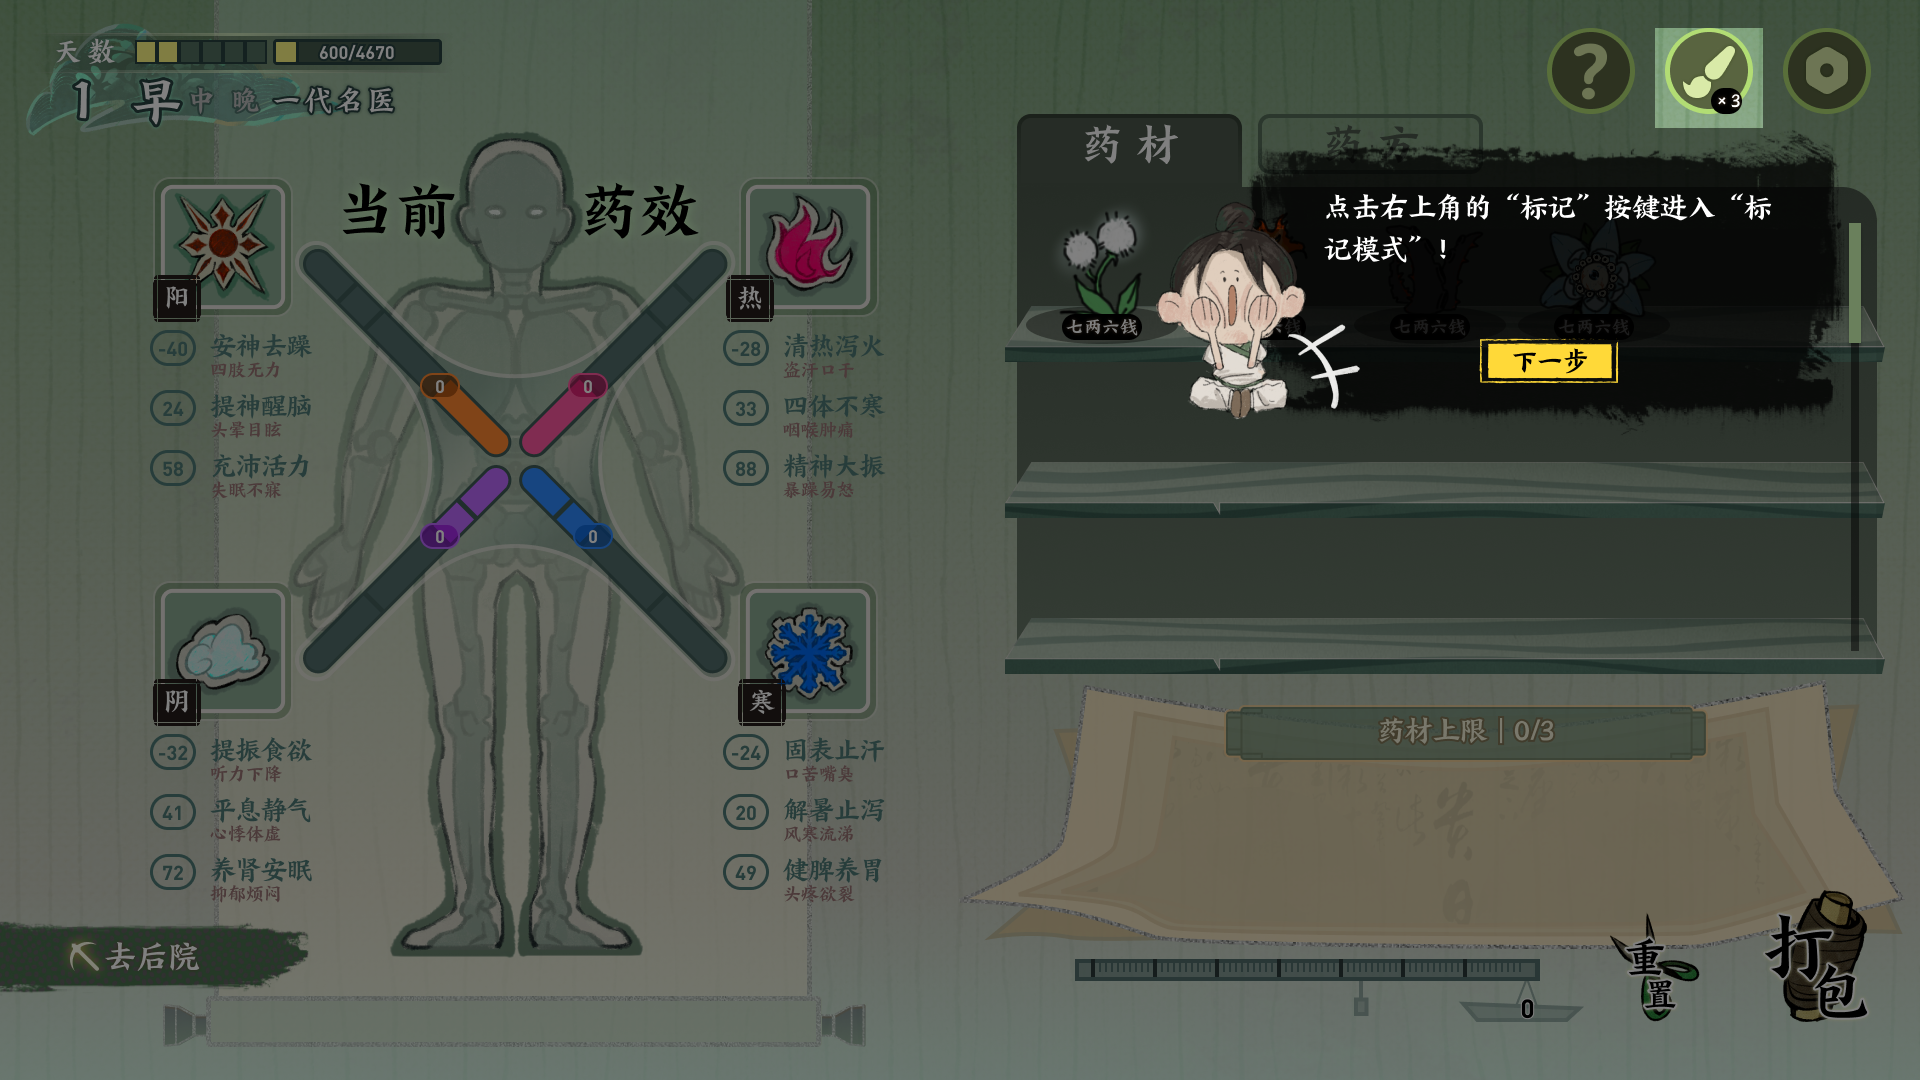 天数
600/4670
1 早 中 晚 一代名医
×3
当前药效
阳
-40 安神去躁
四肢无力
24 提神醒脑
头晕目眩
58 充沛活力
失眠不寐
热
-28 清热泻火
盗汗口干
33 四体不寒
咽喉肿痛
88 精神大振
暴躁易怒
0
0
0
0
阴
-32 提振食欲
听力下降
41 平息静气
心悸体虚
72 养肾安眠
抑郁烦闷
寒
-24 固表止汗
口苦嘴臭
20 解暑止泻
风寒流涕
49 健脾养胃
头疼欲裂
去后院
药材
药方
点击右上角的“标记”按键进入“标
记模式”！
下一步
七两六钱
七两六钱
七两六钱
药材上限｜0/3
0
重置
打包